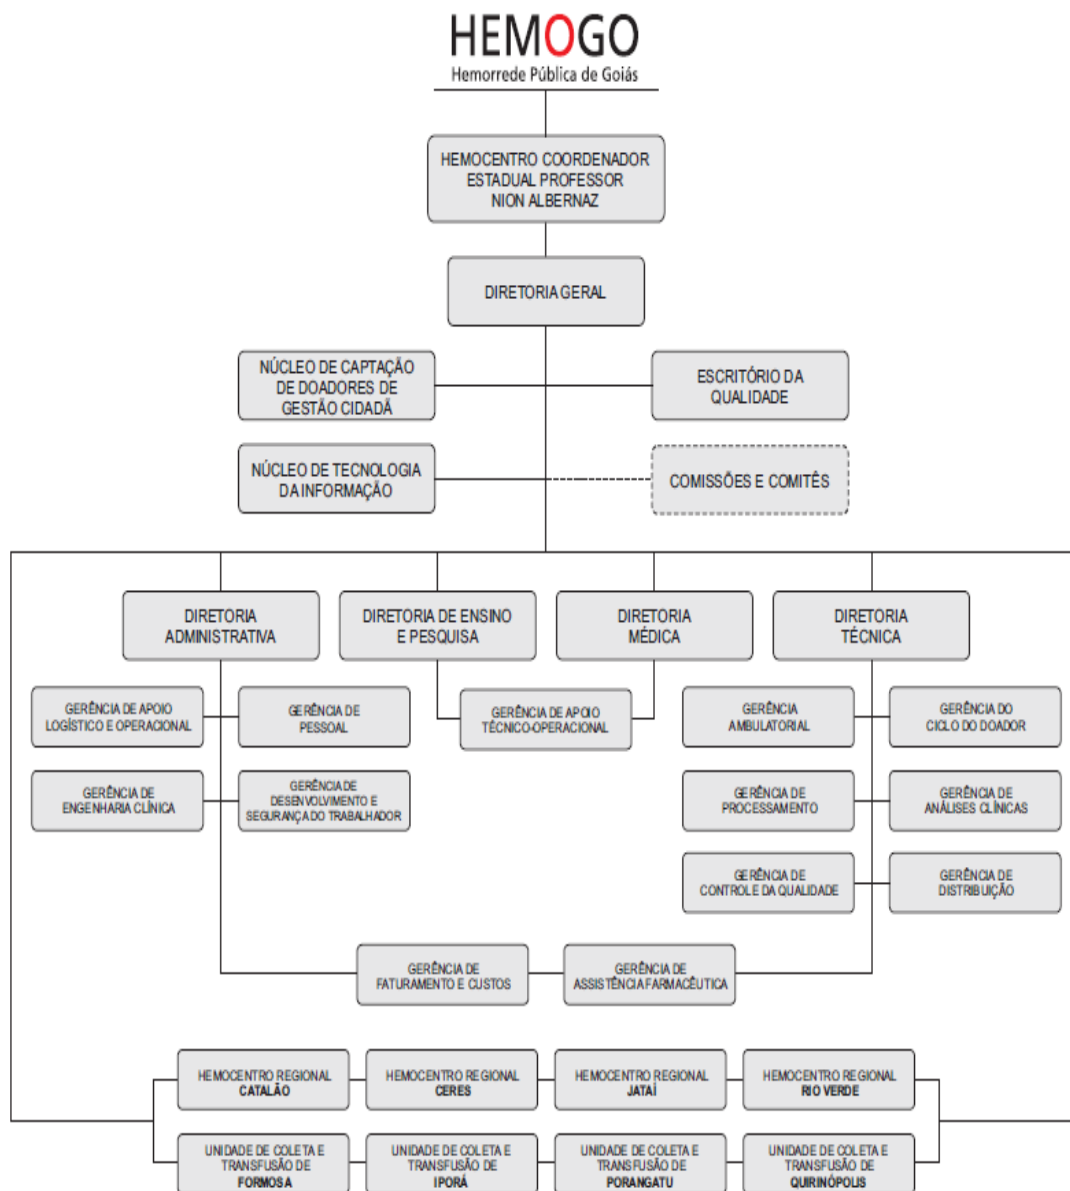 HEMOGO
Hemorrede Pública de Goiás
HEMOCENTRO COORDENADOR
ESTADUAL PROFESSOR
NION ALBERNAZ
DIRETORIA GERAL
NÚCLEO DE CAPTAÇÃO
DE DOADORES DE
GESTÃO CIDADÃ
ESCRITÓRIO DA
QUALIDADE
NÚCLEO DE TECNOLOGIA
DA INFORMAÇÃO
COMISSÕES E COMITÊS
DIRETORIA
ADMINISTRATIVA
DIRETORIA DE ENSINO
E PESQUISA
DIRETORIA
MÉDICA
DIRETORIA
TÉCNICA
GERÊNCIA DE APOIO
LOGÍSTICO E OPERACIONAL
GERÊNCIA DE
PESSOAL
GERÊNCIA DE APOIO
TÉCNICO-OPERACIONAL
GERÊNCIA
AMBULATORIAL
GERÊNCIA DO
CICLO DO DOADOR
GERÊNCIA DE
ENGENHARIA CLÍNICA
GERÊNCIA DE
DESENVOLVIMENTO E
SEGURANÇA DO TRABALHADOR
GERÊNCIA DE
PROCESSAMENTO
GERÊNCIA DE
ANÁLISES CLÍNICAS
GERÊNCIA DE
CONTROLE DA QUALIDADE
GERÊNCIA DE
DISTRIBUIÇÃO
GERÊNCIA DE
FATURAMENTO E CUSTOS
GERÊNCIA DE
ASSISTÊNCIA FARMACÊUTICA
HEMOCENTRO REGIONAL
CATALÃO
HEMOCENTRO REGIONAL
CERES
HEMOCENTRO REGIONAL
JATAÍ
HEMOCENTRO REGIONAL
RIO VERDE
UNIDADE DE COLETA E
TRANSFUSÃO DE
FORMOSA
UNIDADE DE COLETA E
TRANSFUSÃO DE
IPORÁ
UNIDADE DE COLETA E
TRANSFUSÃO DE
PORANGATU
UNIDADE DE COLETA E
TRANSFUSÃO DE
QUIRINÓPOLIS